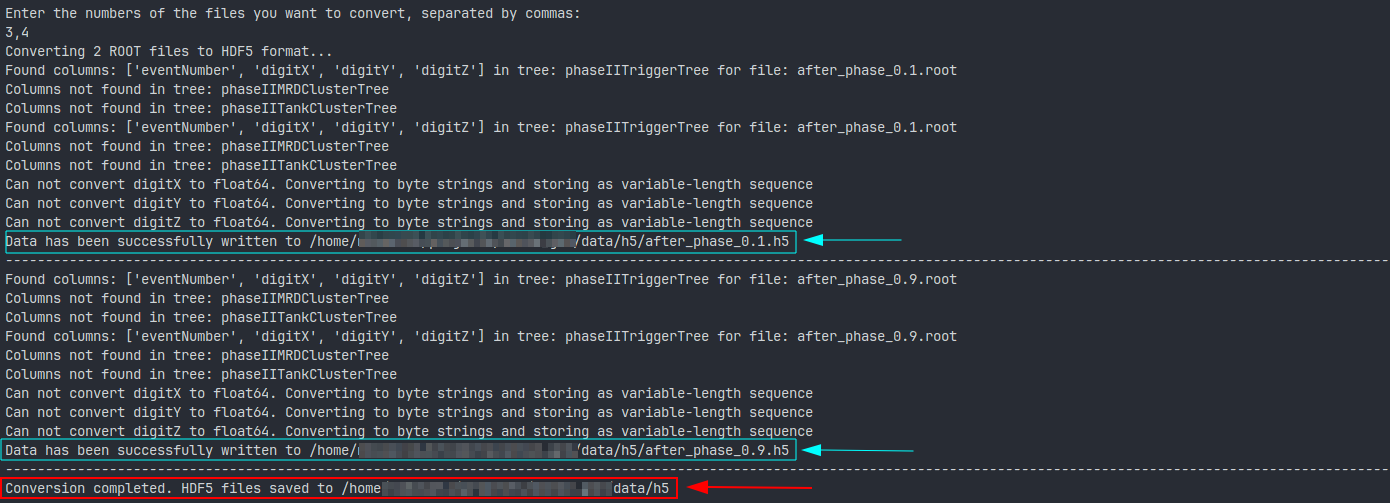 Enter the numbers of the files you want to convert, separated by commas:
3,4
Converting 2 ROOT files to HDF5 format...
Found columns: ['eventNumber', 'digitX', 'digitY', 'digitZ'] in tree: phaseIITriggerTree for file: after_phase_0.1.root
Columns not found in tree: phaseIIMRDClusterTree
Columns not found in tree: phaseIITankClusterTree
Found columns: ['eventNumber', 'digitX', 'digitY', 'digitZ'] in tree: phaseIITriggerTree for file: after_phase_0.1.root
Columns not found in tree: phaseIIMRDClusterTree
Columns not found in tree: phaseIITankClusterTree
Can not convert digitX to float64. Converting to byte strings and storing as variable-length sequence
Can not convert digitY to float64. Converting to byte strings and storing as variable-length sequence
Can not convert digitZ to float64. Converting to byte strings and storing as variable-length sequence
Data has been successfully written to /home/ /data/h5/after_phase_0.1.h5
Found columns: ['eventNumber', 'digitX', 'digitY', 'digitZ'] in tree: phaseIITriggerTree for file: after_phase_0.9.root
Columns not found in tree: phaseIIMRDClusterTree
Columns not found in tree: phaseIITankClusterTree
Found columns: ['eventNumber', 'digitX', 'digitY', 'digitZ'] in tree: phaseIITriggerTree for file: after_phase_0.9.root
Columns not found in tree: phaseIIMRDClusterTree
Columns not found in tree: phaseIITankClusterTree
Can not convert digitX to float64. Converting to byte strings and storing as variable-length sequence
Can not convert digitY to float64. Converting to byte strings and storing as variable-length sequence
Can not convert digitZ to float64. Converting to byte strings and storing as variable-length sequence
Data has been successfully written to /home/ /data/h5/after_phase_0.9.h5
Conversion completed. HDF5 files saved to /home data/h5